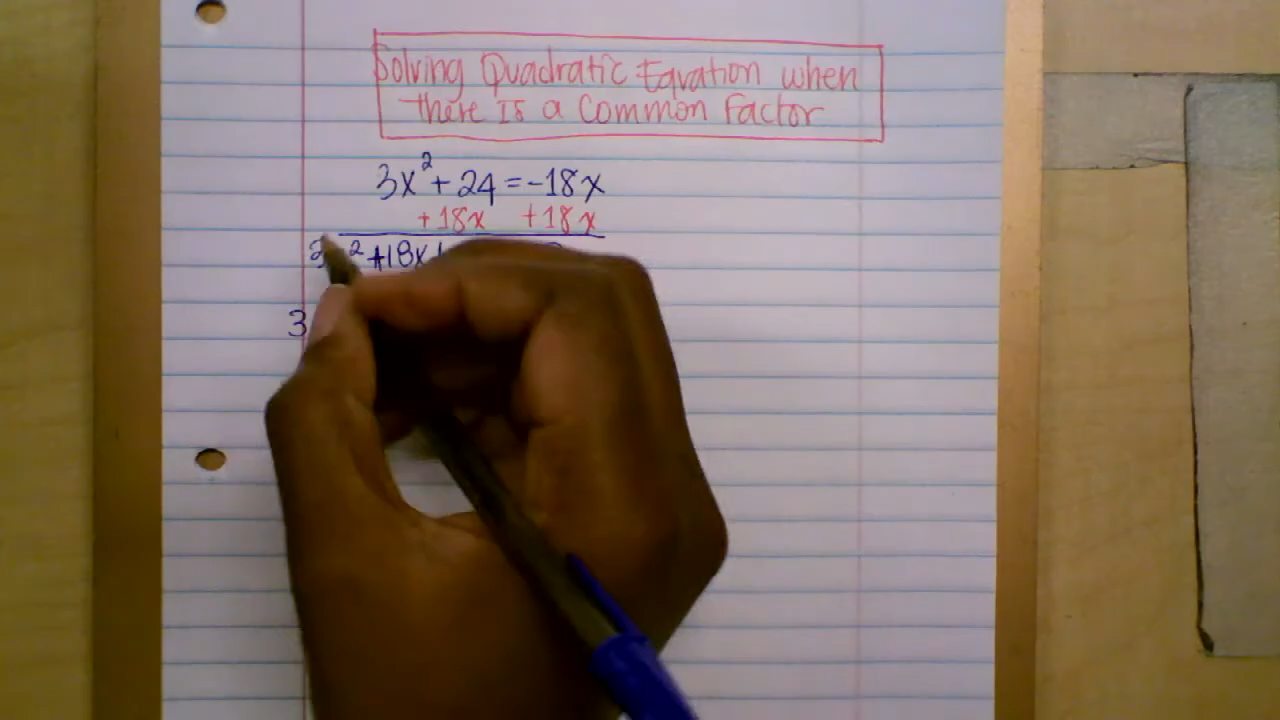 Solving Quadratic Equation when
there Is a Common Factor
3x² + 24 = -18x
+18x +18x
² +18x
3